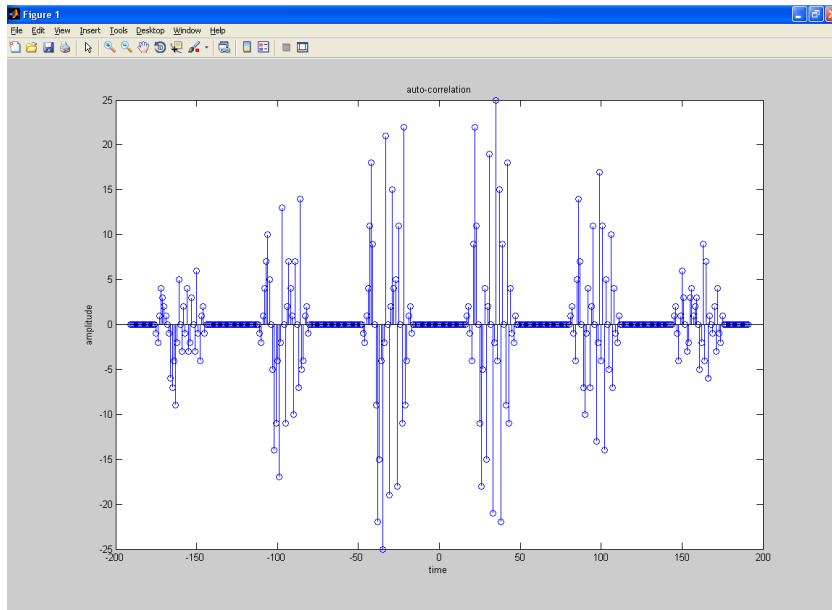 Figure 1
File Edit View Insert Tools Desktop Window Help
auto-correlation
25
20
15
10
5
0
-5
-10
-15
-20
-25
amplitude
-200 -150 -100 -50 0 50 100 150 200
time